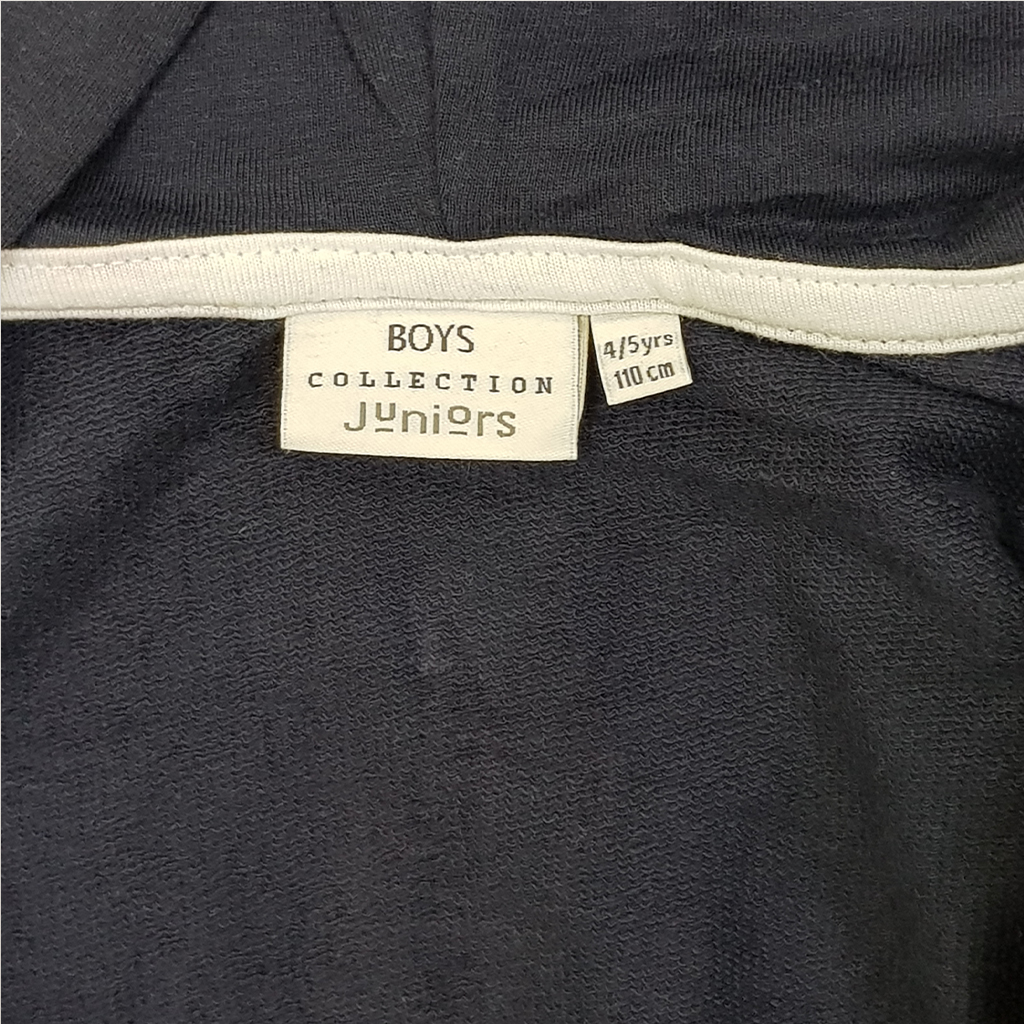 BOYS
COLLECTION
Juniors
4/5yrs
110 cm